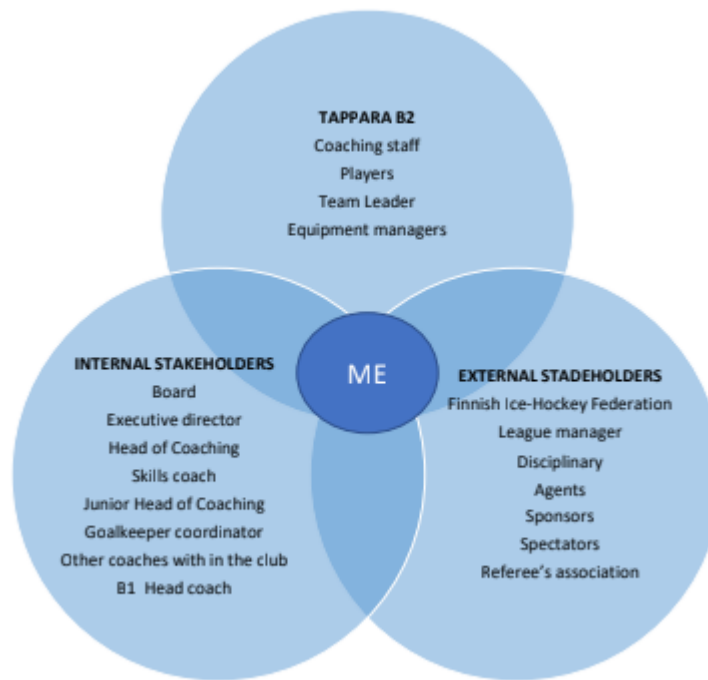 TAPPARA B2
Coaching staff
Players
Team Leader
Equipment managers
ME
INTERNAL STAKEHOLDERS
Board
Executive director
Head of Coaching
Skills coach
Junior Head of Coaching
Goalkeeper coordinator
Other coaches with in the club
B1 Head coach
EXTERNAL STADEHOLDERS
Finnish Ice-Hockey Federation
League manager
Disciplinary
Agents
Sponsors
Spectators
Referee's association